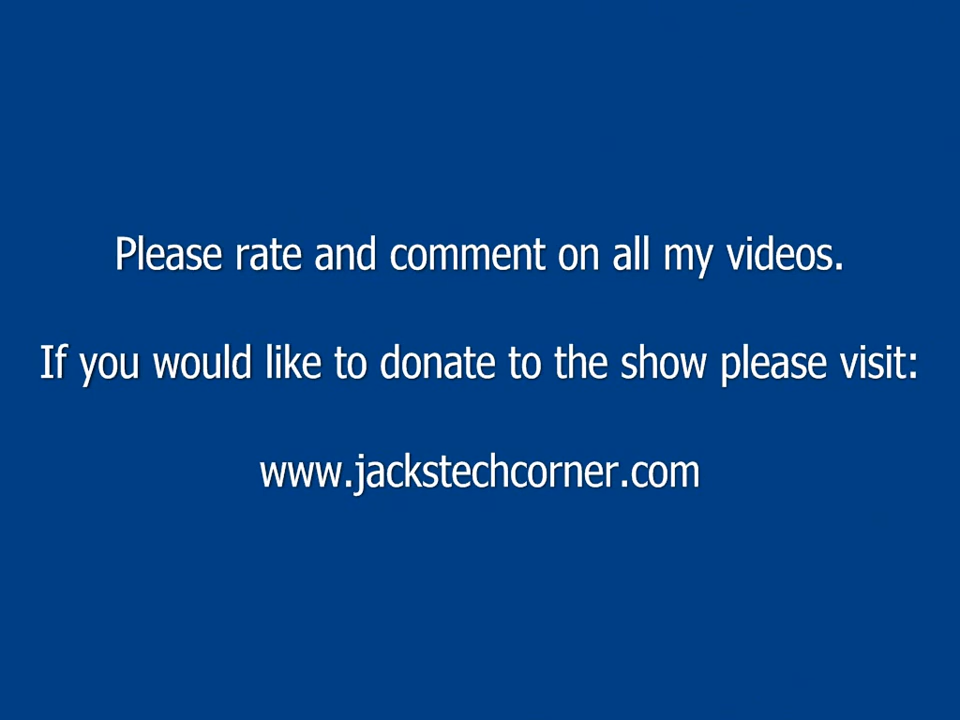 Please rate and comment on all my videos.
If you would like to donate to the show please visit:
www.jackstechcorner.com